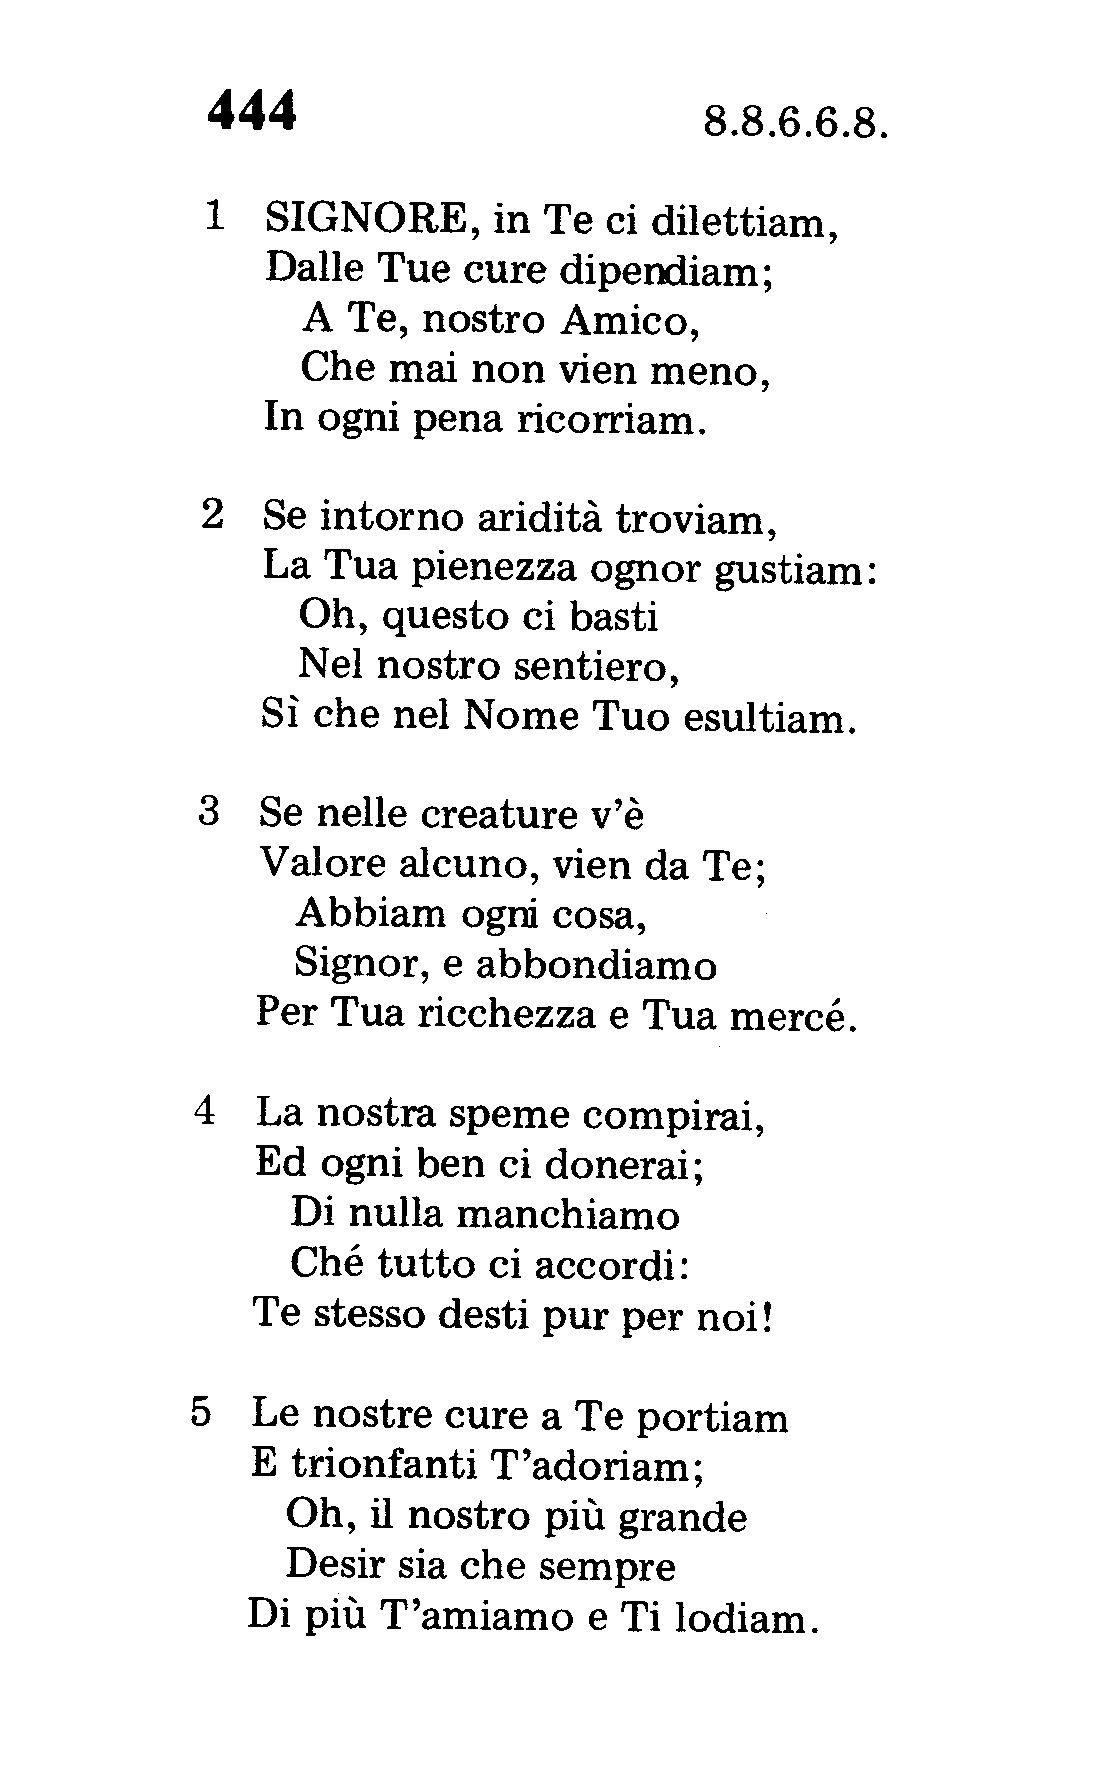 444 8.8.6.6.8.
1 SIGNORE, in Te ci dilettiam,
Dalle Tue cure dipendiam;
A Te, nostro Amico,
Che mai non vien meno,
In ogni pena ricorriam.
2 Se intorno aridità troviam,
La Tua pienezza ognor gustiam:
Oh, questo ci basti
Nel nostro sentiero,
Sì che nel Nome Tuo esultiam.
3 Se nelle creature v’è
Valore alcuno, vien da Te;
Abbiam ogni cosa,
Signor, e abbondiamo
Per Tua ricchezza e Tua mercé.
4 La nostra speme compirai,
Ed ogni ben ci donerai;
Di nulla manchiamo
Ché tutto ci accordi:
Te stesso desti pur per noi!
5 Le nostre cure a Te portiam
E trionfanti T’adoriam;
Oh, il nostro più grande
Desir sia che sempre
Di più T’amiamo e Ti lodiam.